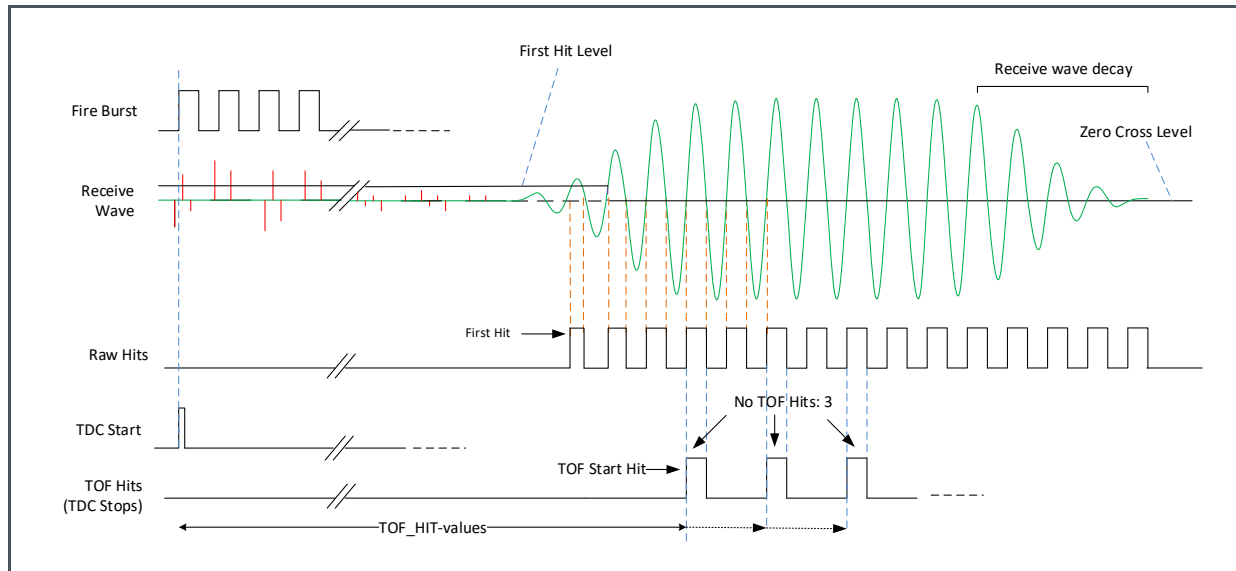 First Hit Level
Receive wave decay
Fire Burst
Zero Cross Level
Receive
Wave
First Hit
Raw Hits
No TOF Hits: 3
TDC Start
TOF Start Hit
TOF Hits
(TDC Stops)
TOF_HIT-values